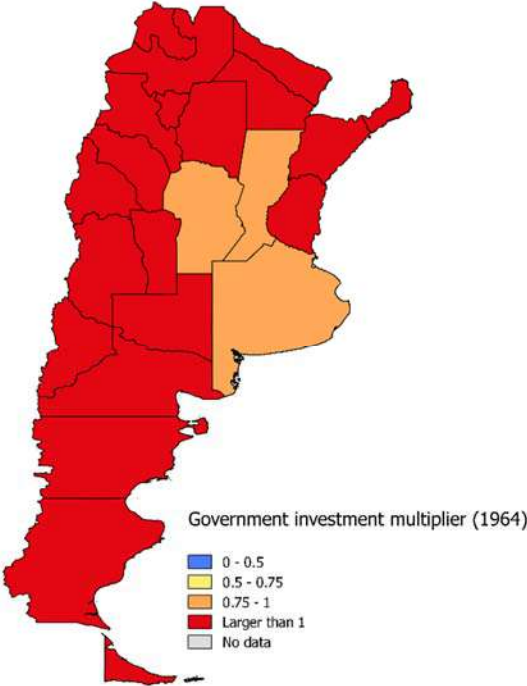 Government investment multiplier (1964)
0 - 0.5
0.5 - 0.75
0.75 - 1
Larger than 1
No data